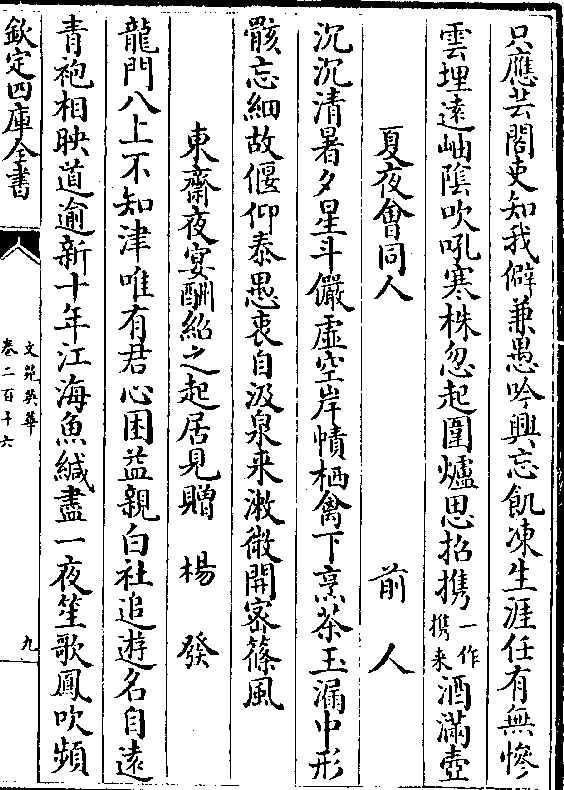 只應芸閣吏知我僻兼愚吟興忘飢凍生涯任有無慘
雲埋遠岫陰吹吼寒株忽起圍爐思招攜一作攜來酒滿壺
夏夜會同人 前人
沉沉清暑夕星斗儼虚空岸幘栖禽下烹茶玉漏中形
骸忘細故偃仰泰愚衷自汲泉來漱微開密篠風
東齋夜宴酬紹之起居見贈 楊發
龍門八上不知津唯有君心困益親白社追遊名自遠
青袍相映道逾新十年江海魚緘盡一夜笙歌鳳吹頻
欽定四庫全書
文苑英華
卷二百十六
九